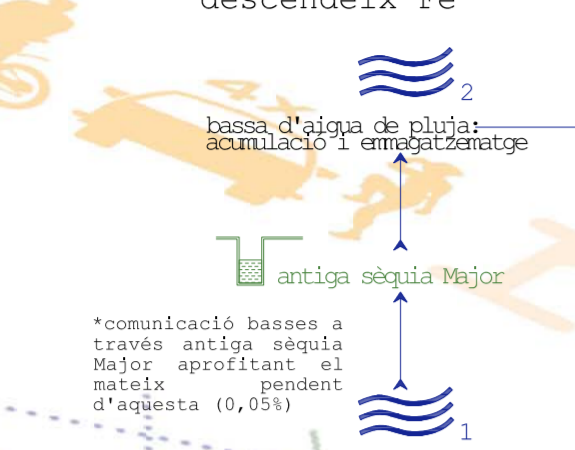 descendeix Fe
2
bassa d'aigua de pluja:
acumulació i emmagatzematge
4X
antiga sèquia Major
*comunicació basses a
través antiga sèquia
Major aprofitant el
mateix pendent
d'aquesta (0,05%)
1